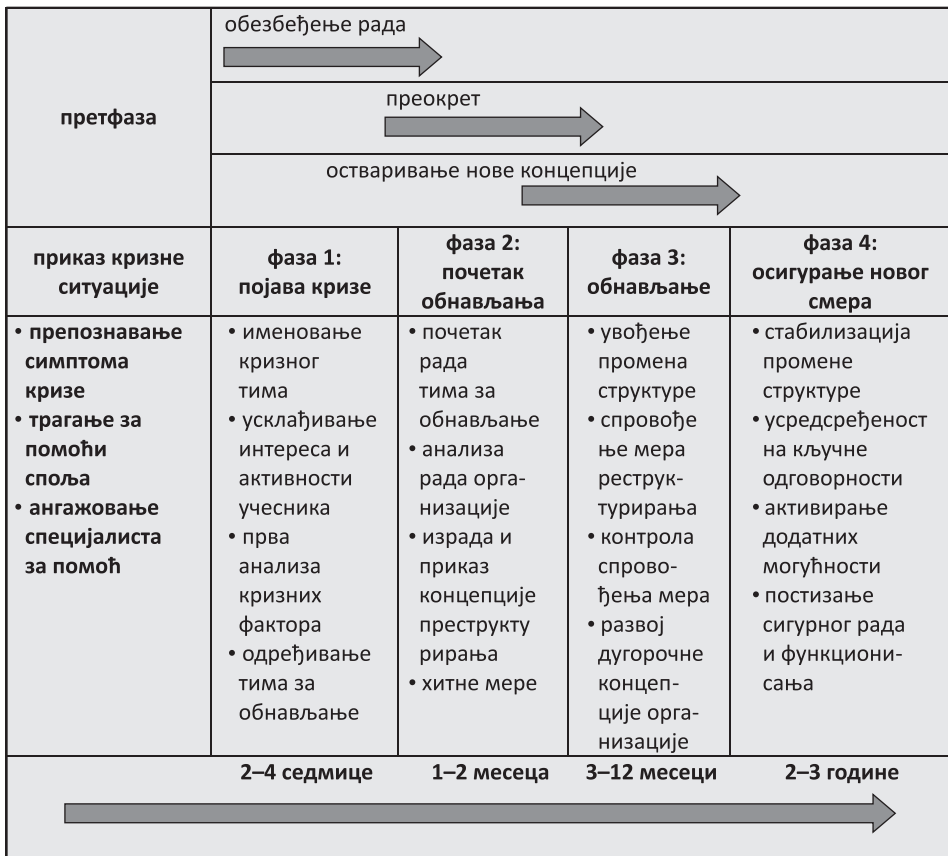 обезбеђење рада
претфаза
преокрет
остваривање нове концепције
приказ кризне
ситуације
фаза 1:
појава кризе
фаза 2:
почетак
обнављања
фаза 3:
обнављање
фаза 4:
осигурање новог
смера
• препознавање
симптома
кризе
• трагање за
помоћи
споља
• ангажовање
специјалиста
за помоћ
• именовање
кризног
тима
• усклађивање
интереса и
активности
учесника
• прва
анализа
кризних
фактора
• одређивање
тима за
обнављање
• почетак
рада
тима за
обнављање
• анализа
рада орга-
низације
• израда и
приказ
концепције
преструкту
рирања
• хитне мере
• увођење
промена
структуре
• спровођ
ење мера
реструк-
турирања
• контрола
спрово-
ђења мера
• развој
дугорочне
концеп-
ције орга-
низације
• стабилизација
промене
структуре
• усредсређеност
на кључне
одговорности
• активирање
додатних
могућности
• постизање
сигурног рада
и функциони-
сања
2–4 седмице
1–2 месеца
3–12 месеци
2–3 године